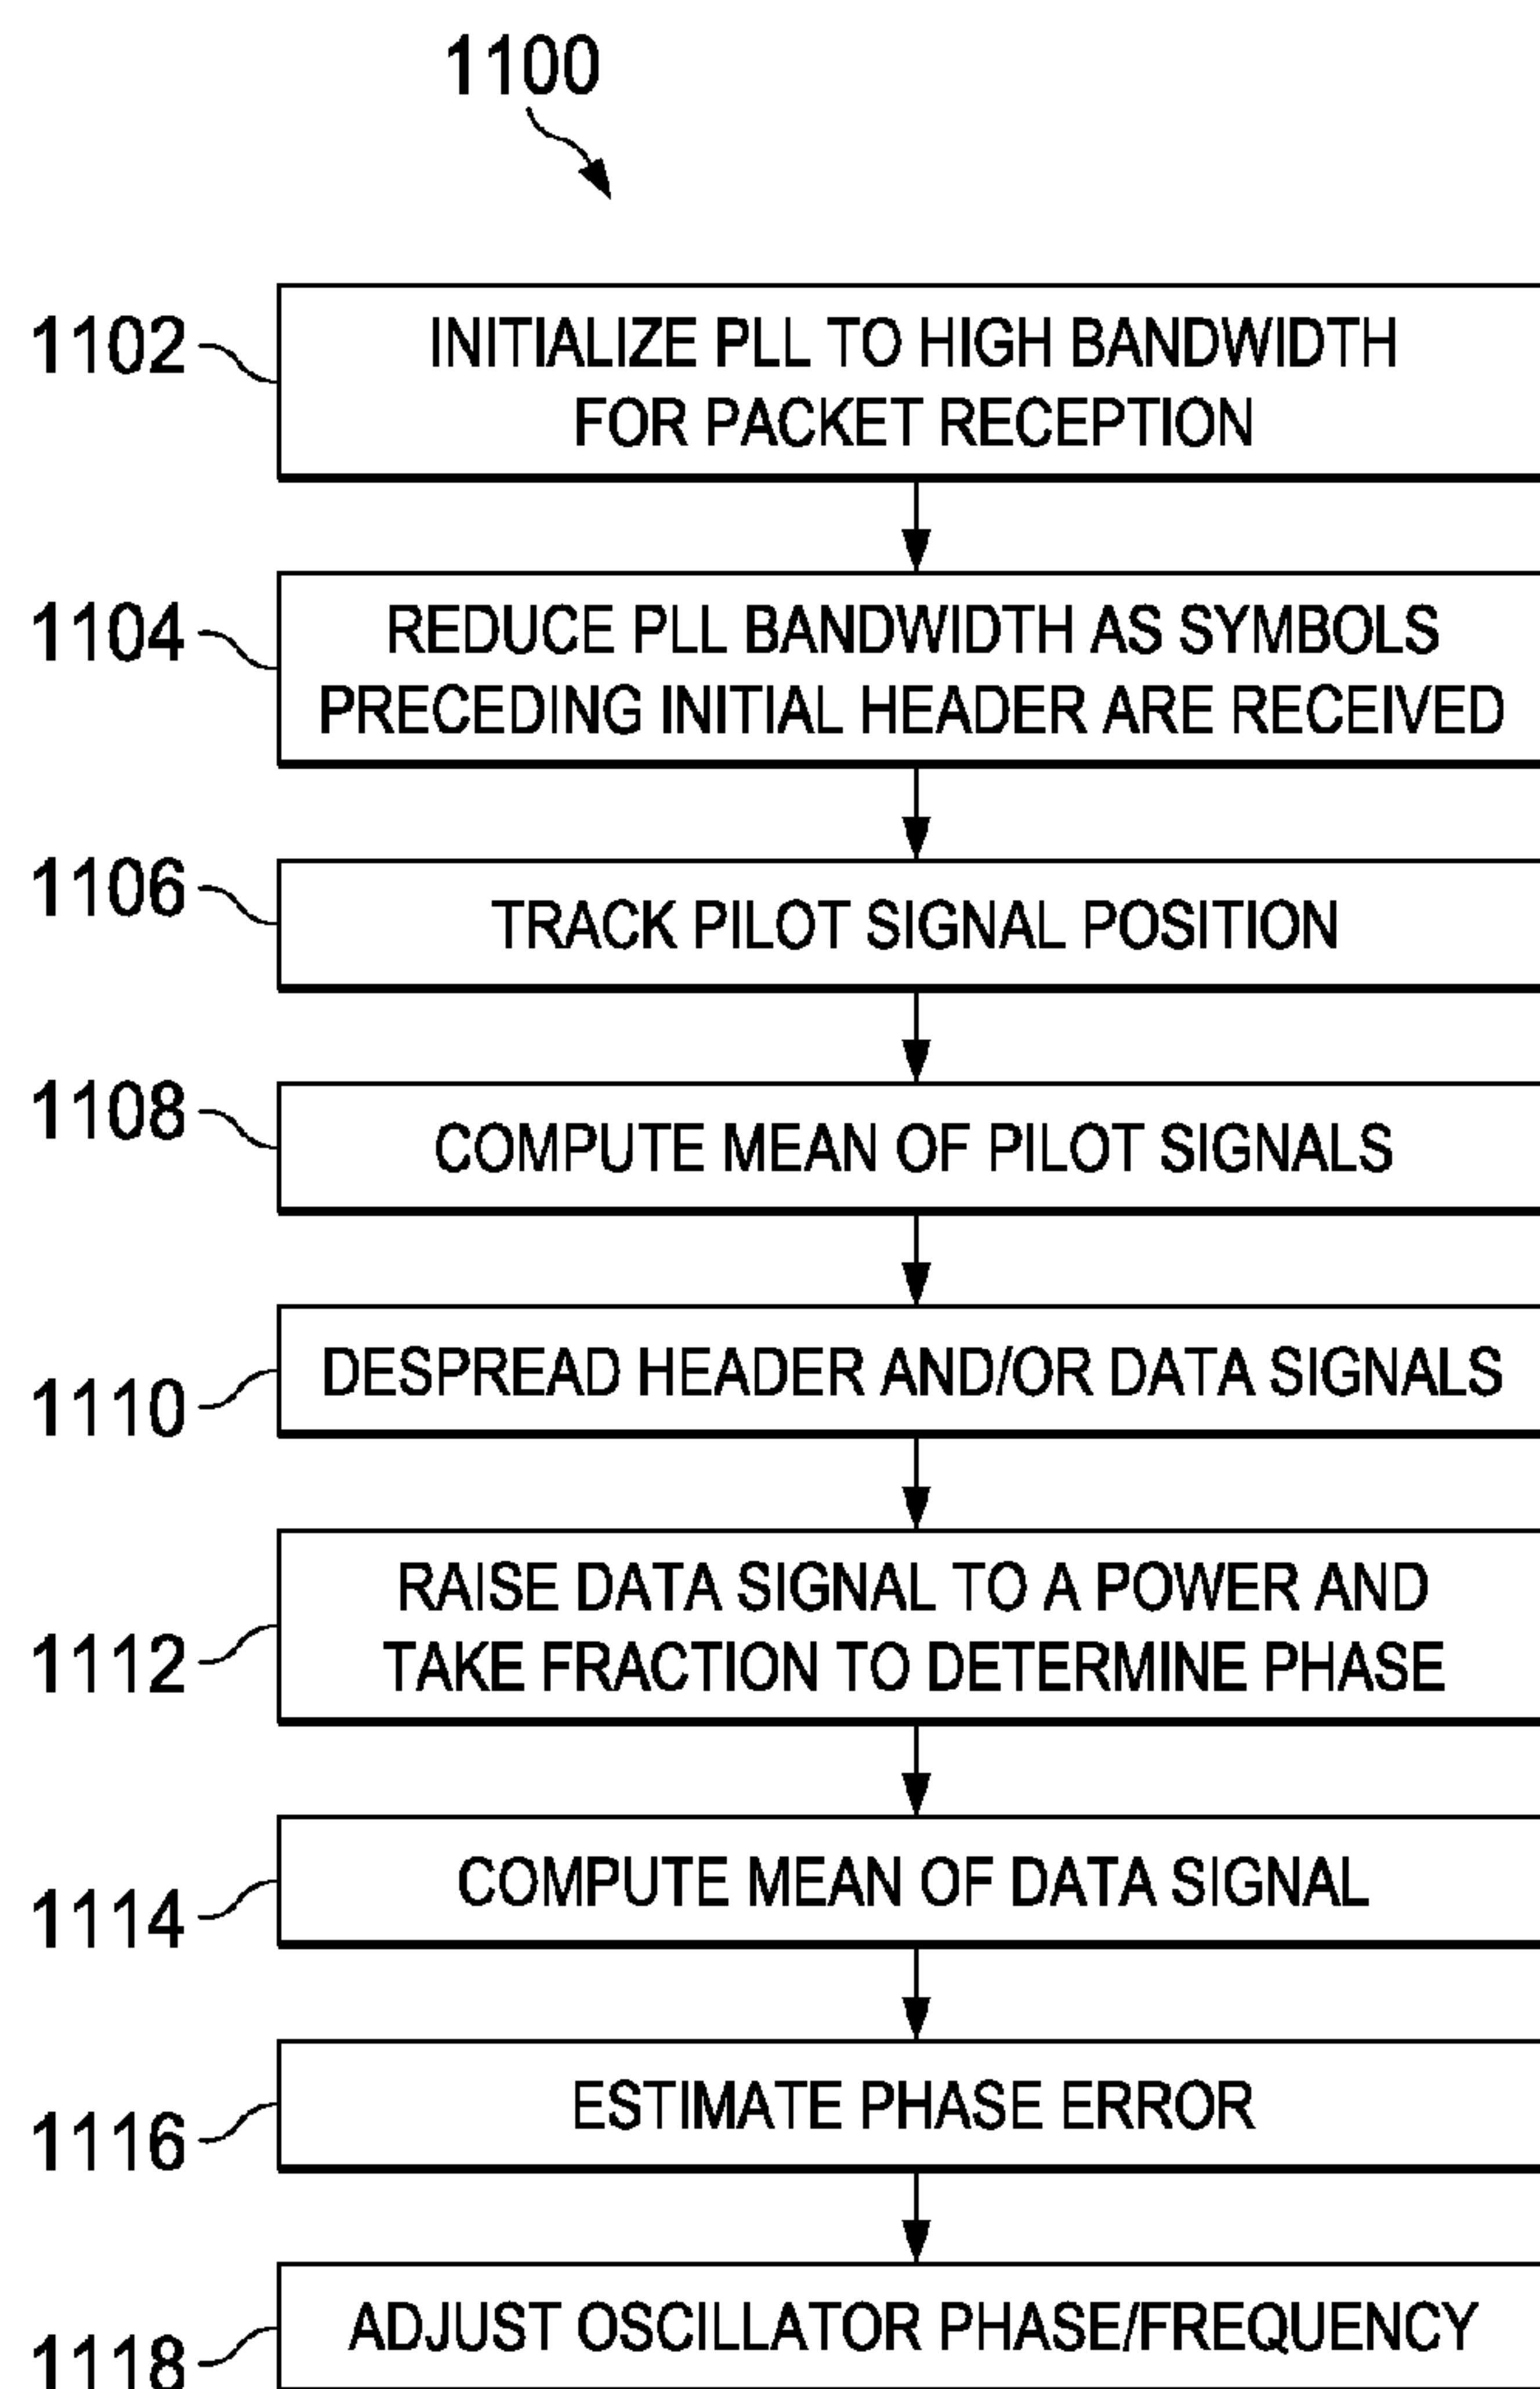 1100
1102
INITIALIZE PLL TO HIGH BANDWIDTH
FOR PACKET RECEPTION
1104
REDUCE PLL BANDWIDTH AS SYMBOLS
PRECEDING INITIAL HEADER ARE RECEIVED
1106
TRACK PILOT SIGNAL POSITION
1108
COMPUTE MEAN OF PILOT SIGNALS
1110
DESPREAD HEADER AND/OR DATA SIGNALS
1112
RAISE DATA SIGNAL TO A POWER AND
TAKE FRACTION TO DETERMINE PHASE
1114
COMPUTE MEAN OF DATA SIGNAL
1116
ESTIMATE PHASE ERROR
1118
ADJUST OSCILLATOR PHASE/FREQUENCY